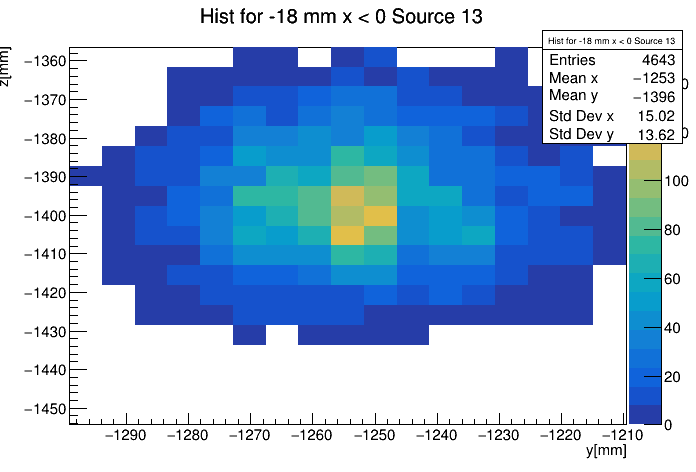 Hist for -18 mm x < 0 Source 13
z[mm]
Hist for -18 mm x < 0 Source 13
Entries 4643
Mean x −1253
Mean y −1396
Std Dev x 15.02
Std Dev y 13.62
−1360
−1370
−1380
−1390
−1400
−1410
−1420
−1430
−1440
−1450
100
80
60
40
20
0
−1290 −1280 −1270 −1260 −1250 −1240 −1230 −1220 −1210
y[mm]